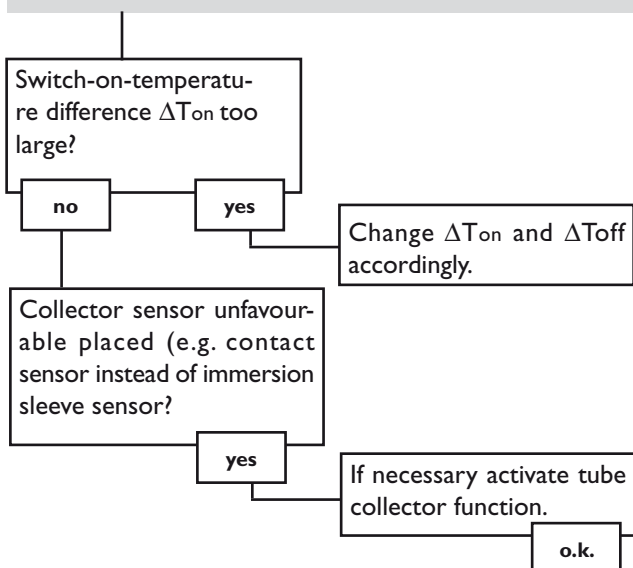 Switch-on-temperatu-
re difference ΔTon too
large?
no
yes
Change ΔTon and ΔToff
accordingly.
Collector sensor unfavour-
able placed (e.g. contact
sensor instead of immersion
sleeve sensor?
yes
If necessary activate tube
collector function.
o.k.